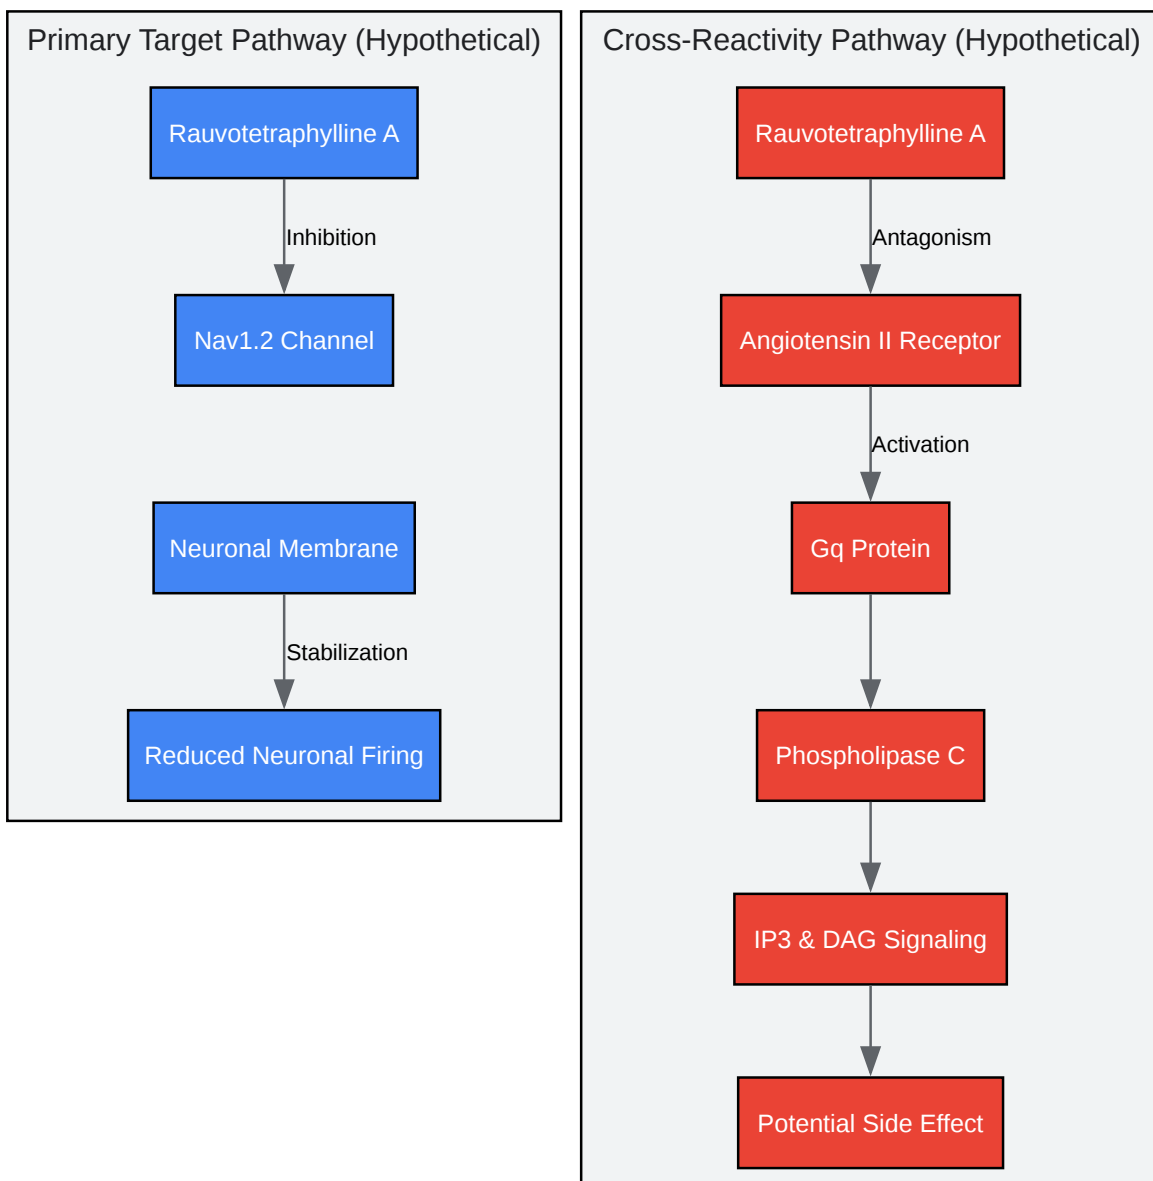 Primary Target Pathway (Hypothetical)
Rauvotetraphylline A
Inhibition
Nav1.2 Channel
Neuronal Membrane
Stabilization
Reduced Neuronal Firing
Cross-Reactivity Pathway (Hypothetical)
Rauvotetraphylline A
Antagonism
Angiotensin II Receptor
Activation
Gq Protein
Phospholipase C
IP3 & DAG Signaling
Potential Side Effect